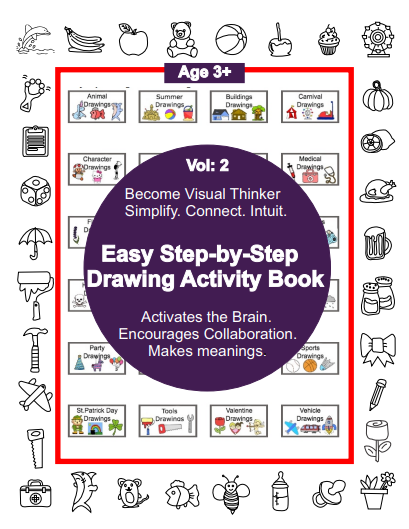 Age 3+
Animal
Drawings
Summer
Drawings
Buildings
Drawings
Carnival
Drawings
Character
Drawings
Medical
Drawings
Vol: 2
Become Visual Thinker
Simplify. Connect. Intuit.
Easy Step-by-Step
Drawing Activity Book
Activates the Brain.
Encourages Collaboration.
Makes meanings.
Party
Drawings
Sports
Drawings
St.Patrick Day
Drawings
Tools
Drawings
Valentine
Drawings
Vehicle
Drawings